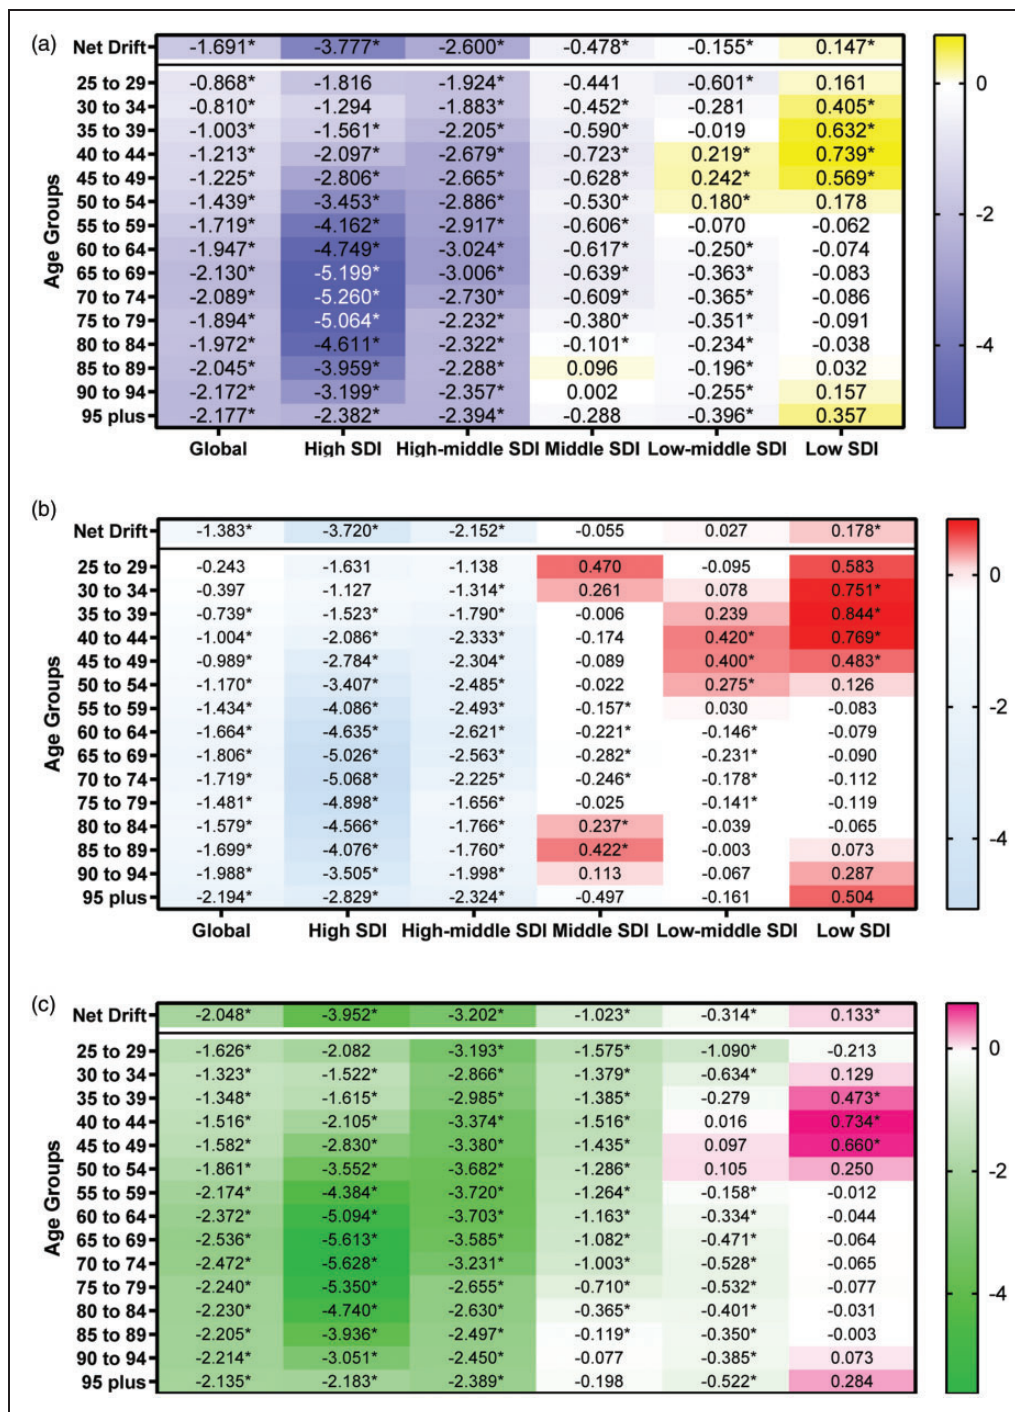 (a)
Net Drift -1.691* -3.777* -2.600* -0.478* -0.155* 0.147*
25 to 29 -0.868* -1.816 -1.924* -0.441 -0.601* 0.161
30 to 34 -0.810* -1.294 -1.883* -0.452* -0.281 0.405*
35 to 39 -1.003* -1.561* -2.205* -0.590* -0.019 0.632*
40 to 44 -1.213* -2.097* -2.679* -0.723* 0.219* 0.739*
45 to 49 -1.225* -2.806* -2.665* -0.628* 0.242* 0.569*
50 to 54 -1.439* -3.453* -2.886* -0.530* 0.180* 0.178
55 to 59 -1.719* -4.162* -2.917* -0.606* -0.070 -0.062
60 to 64 -1.947* -4.749* -3.024* -0.617* -0.250* -0.074
65 to 69 -2.130* -5.199* -3.006* -0.639* -0.363* -0.083
70 to 74 -2.089* -5.260* -2.730* -0.609* -0.365* -0.086
75 to 79 -1.894* -5.064* -2.232* -0.380* -0.351* -0.091
80 to 84 -1.972* -4.611* -2.322* -0.101* -0.234* -0.038
85 to 89 -2.045* -3.959* -2.288* 0.096 -0.196* 0.032
90 to 94 -2.172* -3.199* -2.357* 0.002 -0.255* 0.157
95 plus -2.177* -2.382* -2.394* -0.288 -0.396* 0.357
Global High SDI High-middle SDI Middle SDI Low-middle SDI Low SDI
Age Groups
0
-2
-4
(b)
Net Drift -1.383* -3.720* -2.152* -0.055 0.027 0.178*
25 to 29 -0.243 -1.631 -1.138 0.470 -0.095 0.583
30 to 34 -0.397 -1.127 -1.314* 0.261 0.078 0.751*
35 to 39 -0.739* -1.523* -1.790* -0.006 0.239 0.844*
40 to 44 -1.004* -2.086* -2.333* -0.174 0.420* 0.769*
45 to 49 -0.989* -2.784* -2.304* -0.089 0.400* 0.483*
50 to 54 -1.170* -3.407* -2.485* -0.022 0.275* 0.126
55 to 59 -1.434* -4.086* -2.493* -0.157* 0.030 -0.083
60 to 64 -1.664* -4.635* -2.621* -0.221* -0.146* -0.079
65 to 69 -1.806* -5.026* -2.563* -0.282* -0.231* -0.090
70 to 74 -1.719* -5.068* -2.225* -0.246* -0.178* -0.112
75 to 79 -1.481* -4.898* -1.656* -0.025 -0.141* -0.119
80 to 84 -1.579* -4.566* -1.766* 0.237* -0.039 -0.065
85 to 89 -1.699* -4.076* -1.760* 0.422* -0.003 0.073
90 to 94 -1.988* -3.505* -1.998* 0.113 -0.067 0.287
95 plus -2.194* -2.829* -2.324* -0.497 -0.161 0.504
Global High SDI High-middle SDI Middle SDI Low-middle SDI Low SDI
Age Groups
0
-2
-4
(c)
Net Drift -2.048* -3.952* -3.202* -1.023* -0.314* 0.133*
25 to 29 -1.626* -2.082 -3.193* -1.575* -1.090* -0.213
30 to 34 -1.323* -1.522* -2.866* -1.379* -0.634* 0.129
35 to 39 -1.348* -1.615* -2.985* -1.385* -0.279 0.473*
40 to 44 -1.516* -2.105* -3.374* -1.516* 0.016 0.734*
45 to 49 -1.582* -2.830* -3.380* -1.435* 0.097 0.660*
50 to 54 -1.861* -3.552* -3.682* -1.286* 0.105 0.250
55 to 59 -2.174* -4.384* -3.720* -1.264* -0.158* -0.012
60 to 64 -2.372* -5.094* -3.703* -1.163* -0.334* -0.044
65 to 69 -2.536* -5.613* -3.585* -1.082* -0.471* -0.064
70 to 74 -2.472* -5.628* -3.231* -1.003* -0.528* -0.065
75 to 79 -2.240* -5.350* -2.655* -0.710* -0.532* -0.077
80 to 84 -2.230* -4.740* -2.630* -0.365* -0.401* -0.031
85 to 89 -2.205* -3.936* -2.497* -0.119* -0.350* -0.003
90 to 94 -2.214* -3.051* -2.450* -0.077 -0.385* 0.073
95 plus -2.135* -2.183* -2.389* -0.198 -0.522* 0.284
Age Groups
0
-2
-4